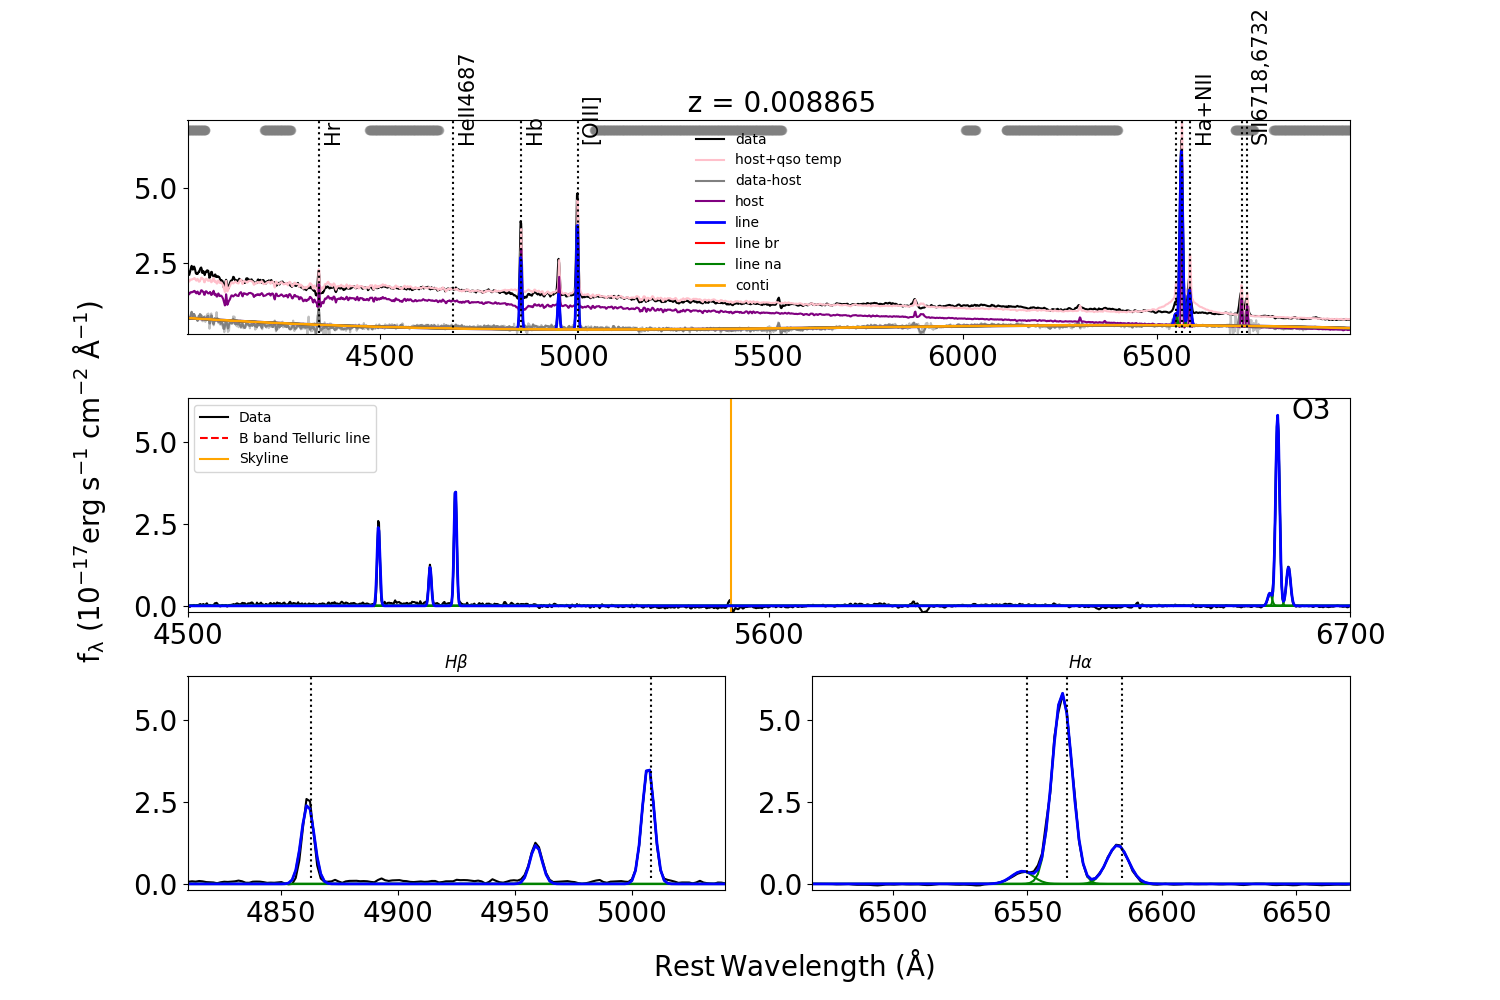 z = 0.008865
Hr
HeII4687
Hb
[OIII]
Ha+NII
SII6718,6732
data
host+qso temp
data-host
host
line
line br
line na
conti
5.0
2.5
4500 5000 5500 6000 6500
Data
B band Telluric line
Skyline
O3
5.0
2.5
0.0
4500 5600 6700
fλ (10⁻¹⁷erg s⁻¹ cm⁻² Å⁻¹)
Hβ
5.0
2.5
0.0
4850 4900 4950 5000
Hα
5.0
2.5
0.0
6500 6550 6600 6650
Rest Wavelength (Å)